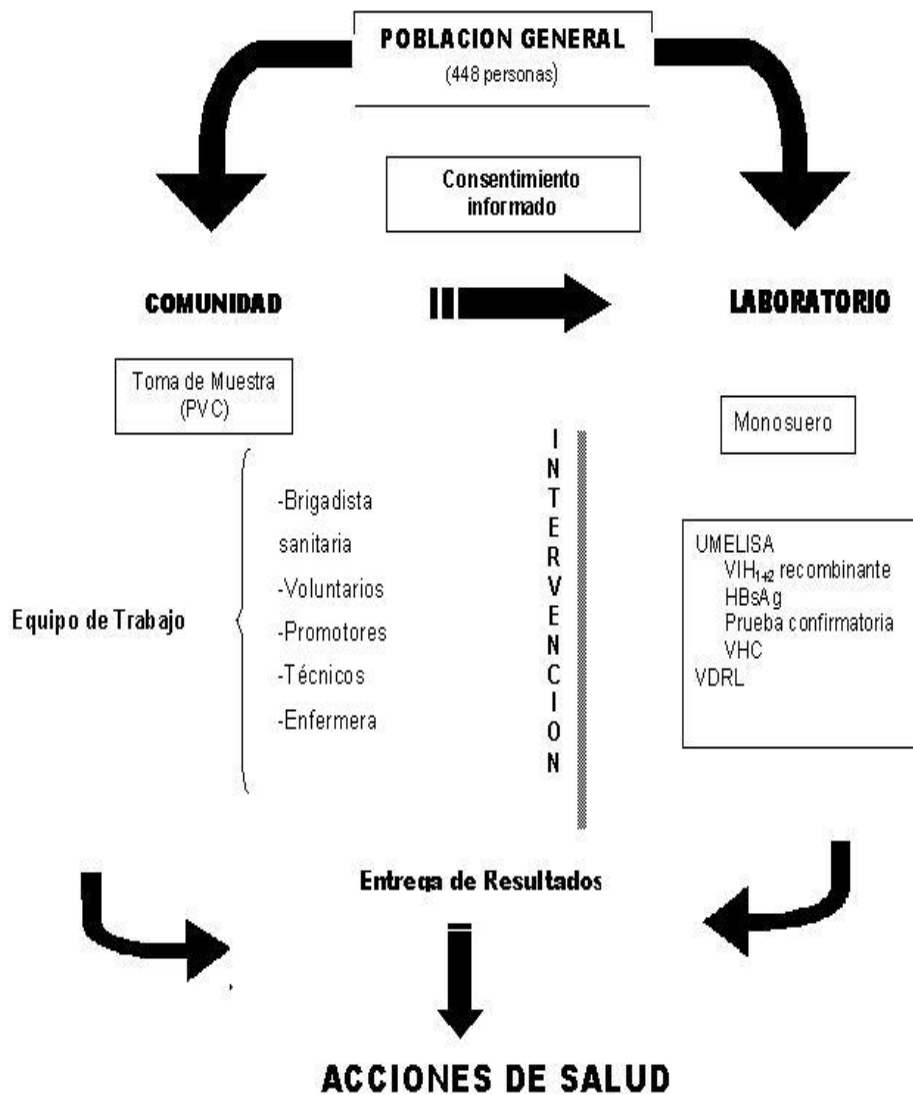 POBLACION GENERAL
(448 personas)
Consentimiento
informado
COMUNIDAD
LABORATORIO
Toma de Muestra
(PVC)
Monosuero
Equipo de Trabajo
-Brigadista
sanitaria
-Voluntarios
-Promotores
-Técnicos
-Enfermera
INTERVENCION
UMELISA
VIH₁₊₂ recombinante
HBsAg
Prueba confirmatoria
VHC
VDRL
Entrega de Resultados
ACCIONES DE SALUD